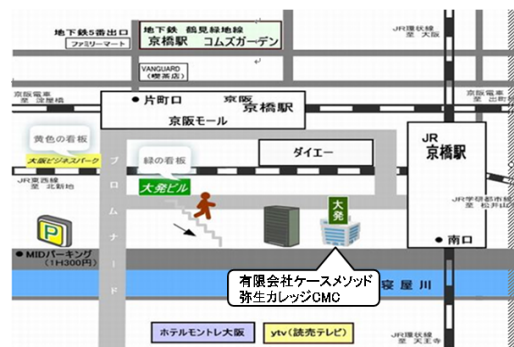 地下鉄5番出口
ファミリーマート
地下鉄 鶴見緑地線
京橋駅 コムズガーデン
JR環状線
至 大阪
VANGUARD
(喫茶店)
京阪電車
至 淀屋橋
● 片町口 京阪 京橋駅
京阪モール
京阪電車
至 出町
黄色の看板
大阪ビジネスパーク
緑の看板
大発ビル
プロムナード
ダイエー
JR
京橋駅
JR東西線
至 北新地
大発
JR学研都市線
至 松井山
P
● MIDパーキング
(1H300円)
● 南口
有限会社ケースメソッド
弥生カレッジCMC
寝屋川
ホテルモントレ大阪
ytv(読売テレビ)
JR環状線
至 天王寺